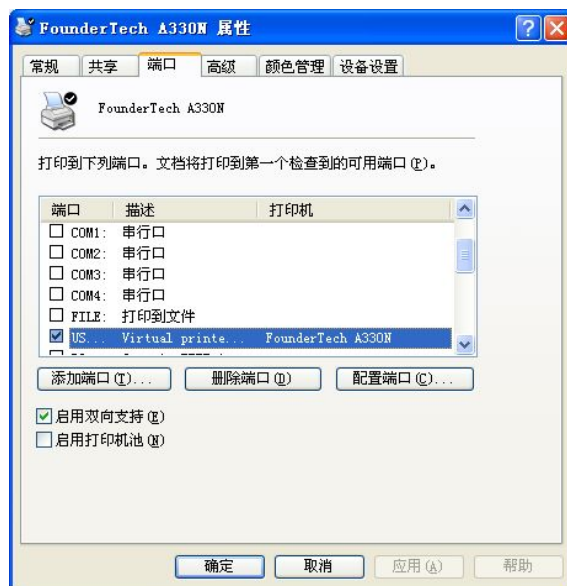 FounderTech A330N 属性
常规 共享 端口 高级 颜色管理 设备设置
FounderTech A330N
打印到下列端口。文档将打印到第一个检查到的可用端口(P)。
端口 描述 打印机
COM1: 串行口
COM2: 串行口
COM3: 串行口
COM4: 串行口
FILE: 打印到文件
US... Virtual printe... FounderTech A330N
添加端口(T)... 删除端口(D) 配置端口(C)...
启用双向支持(E)
启用打印机池(N)
确定 取消 应用(A) 帮助